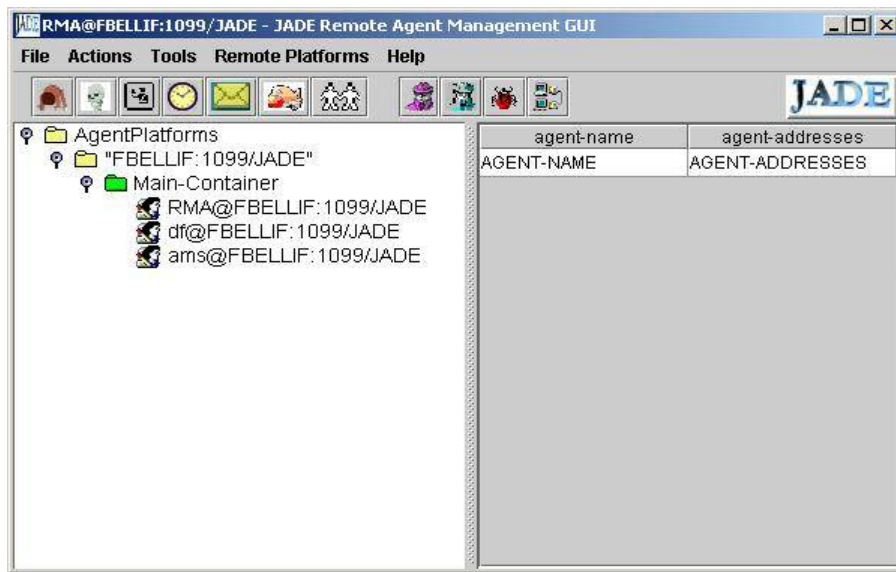 RMA@FBELLIF:1099/JADE - JADE Remote Agent Management GUI
File Actions Tools Remote Platforms Help
JADE
AgentPlatforms
"FBELLIF:1099/JADE"
Main-Container
RMA@FBELLIF:1099/JADE
df@FBELLIF:1099/JADE
ams@FBELLIF:1099/JADE
agent-name agent-addresses
AGENT-NAME AGENT-ADDRESSES